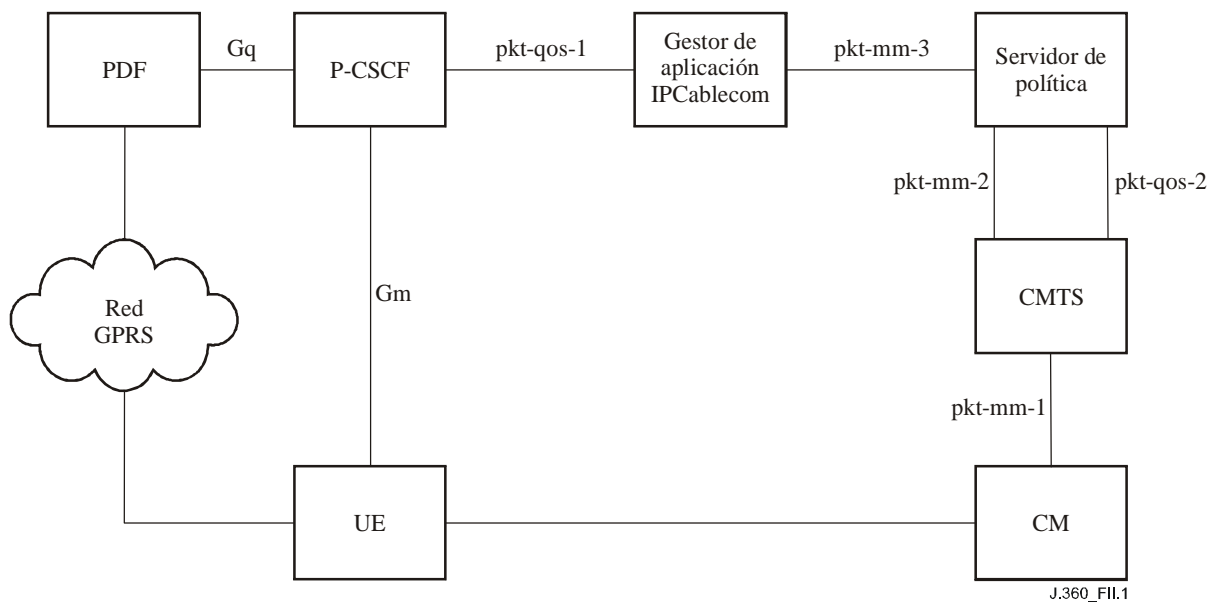 PDF
Gq
P-CSCF
pkt-qos-1
Gestor de
aplicación
IPCablecom
pkt-mm-3
Servidor de
política
pkt-mm-2
pkt-qos-2
Red
GPRS
Gm
CMTS
pkt-mm-1
UE
CM
J.360_FII.1